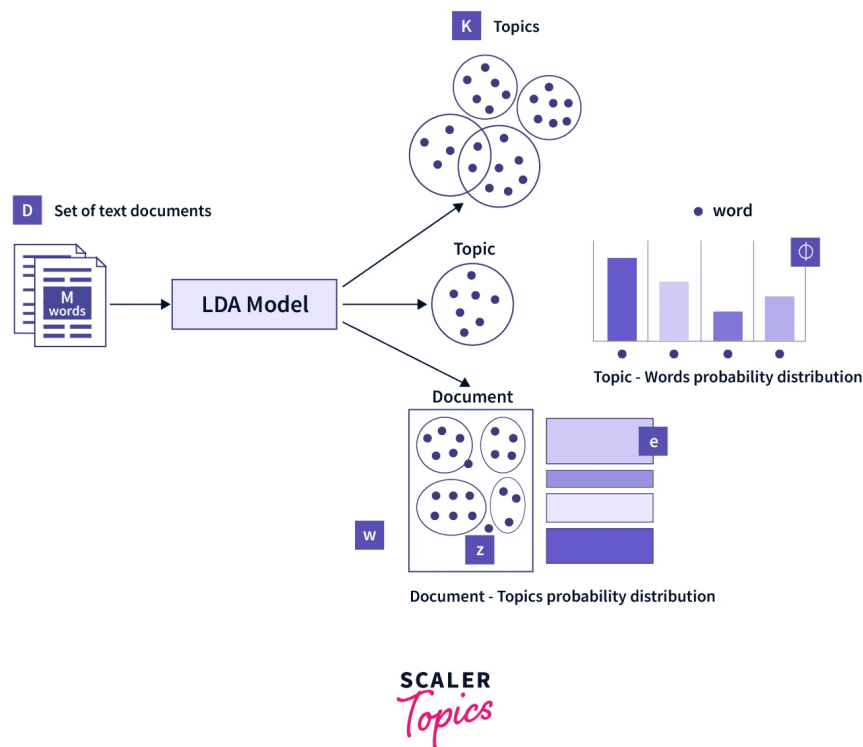 K Topics
D Set of text documents
M
words
LDA Model
Topic
word
Φ
Topic - Words probability distribution
Document
e
w
z
Document - Topics probability distribution
SCALER
Topics